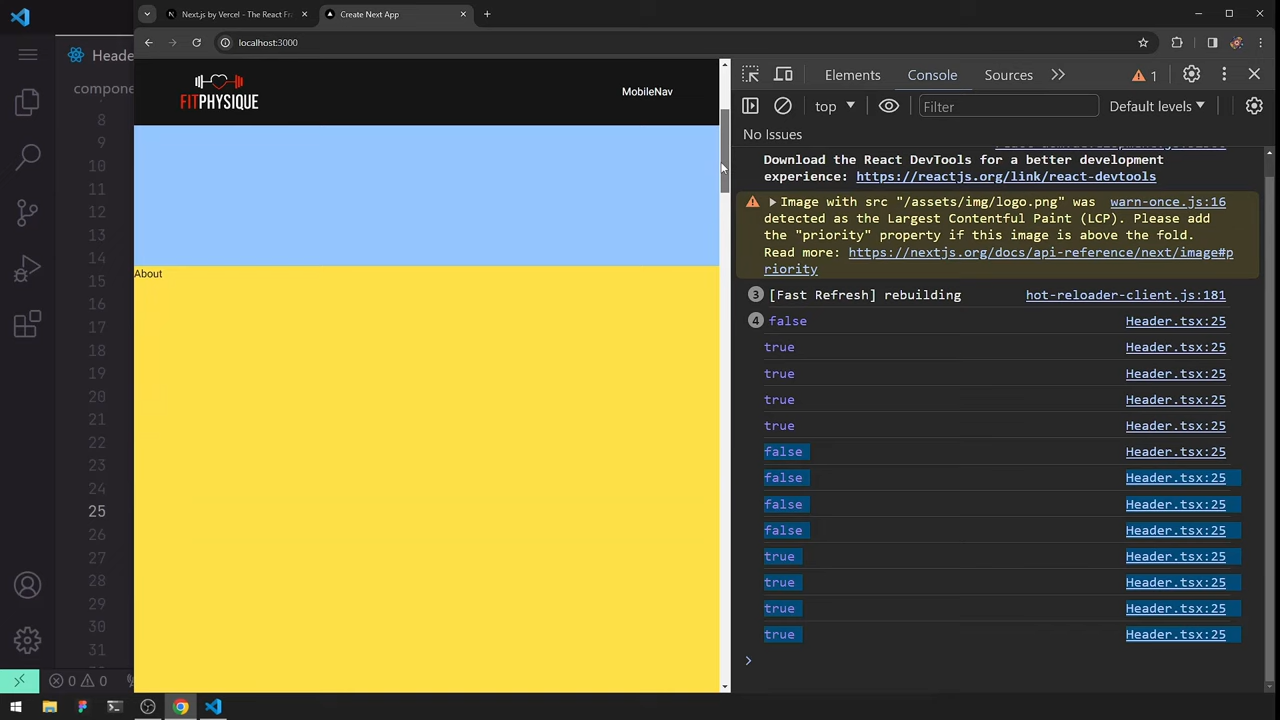 Next.js by Vercel - The React Fra
Create Next App
localhost:3000
Heade
compone
8
9
10
11
12
13
14
15
16
17
18
19
20
21
22
23
24
25
26
27
28
29
30
31
0
0
FITPHYSIQUE
MobileNav
About
Elements
Console
Sources
1
top
Filter
Default levels
No Issues
Download the React DevTools for a better development
experience: https://reactjs.org/link/react-devtools
Image with src "/assets/img/logo.png" was warn-once.js:16
detected as the Largest Contentful Paint (LCP). Please add
the "priority" property if this image is above the fold.
Read more: https://nextjs.org/docs/api-reference/next/image#p
riority
3 [Fast Refresh] rebuilding hot-reloader-client.js:181
4 false Header.tsx:25
true Header.tsx:25
true Header.tsx:25
true Header.tsx:25
true Header.tsx:25
false Header.tsx:25
false Header.tsx:25
false Header.tsx:25
false Header.tsx:25
true Header.tsx:25
true Header.tsx:25
true Header.tsx:25
true Header.tsx:25